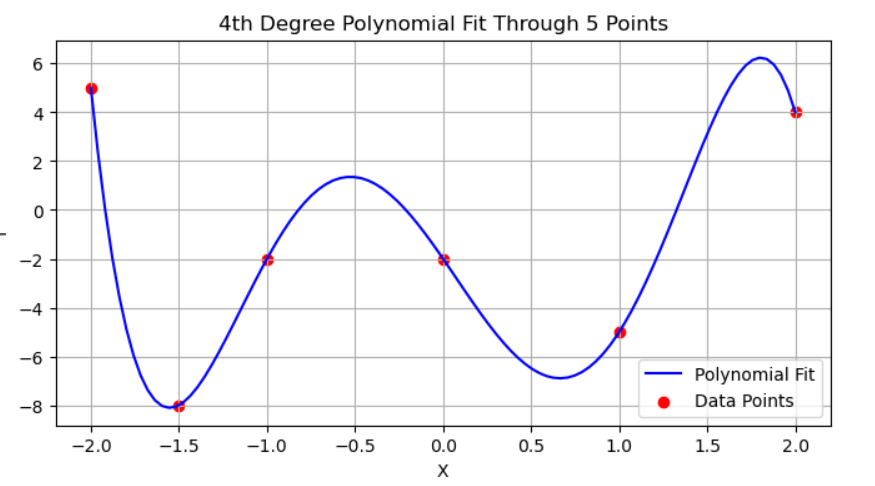 4th Degree Polynomial Fit Through 5 Points
6
4
2
0
−2
−4
−6
−8
−2.0 −1.5 −1.0 −0.5 0.0 0.5 1.0 1.5 2.0
X
Polynomial Fit
Data Points